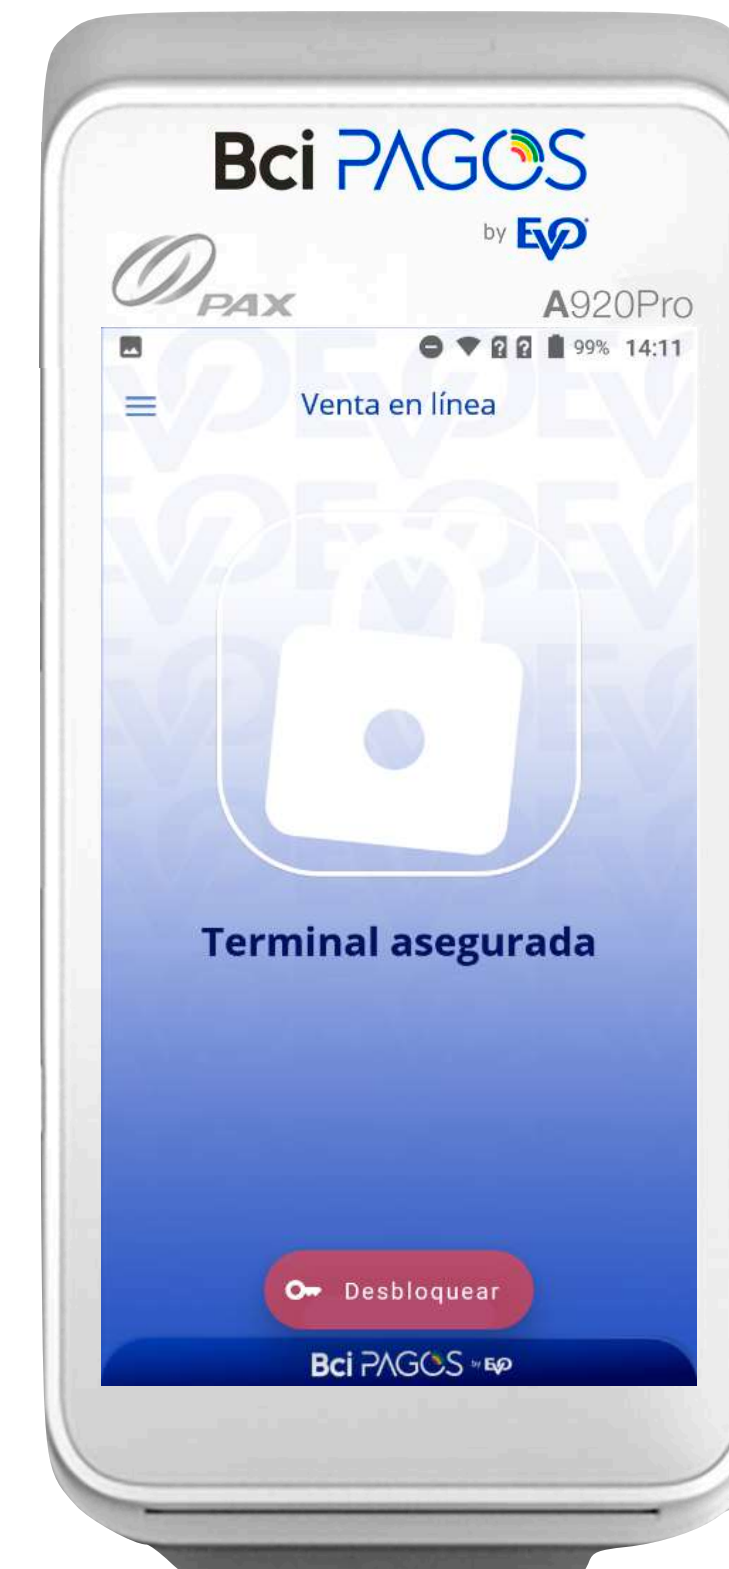 Bci PAGOS
by EVO
PAX
A920Pro
99% 14:11
Venta en línea
Terminal asegurada
Desbloquear
Bci PAGOS by EVO